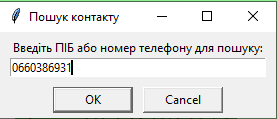 Пошук контакту
Введіть ПІБ або номер телефону для пошуку:
0660386931
OK
Cancel